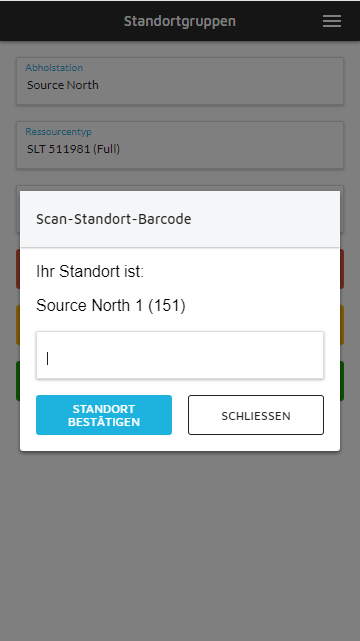 Standortgruppen
Abholstation
Source North
Ressourcentyp
SLT 511981 (Full)
Scan-Standort-Barcode
Ihr Standort ist:
Source North 1 (151)
STANDORT
BESTÄTIGEN
SCHLIESSEN